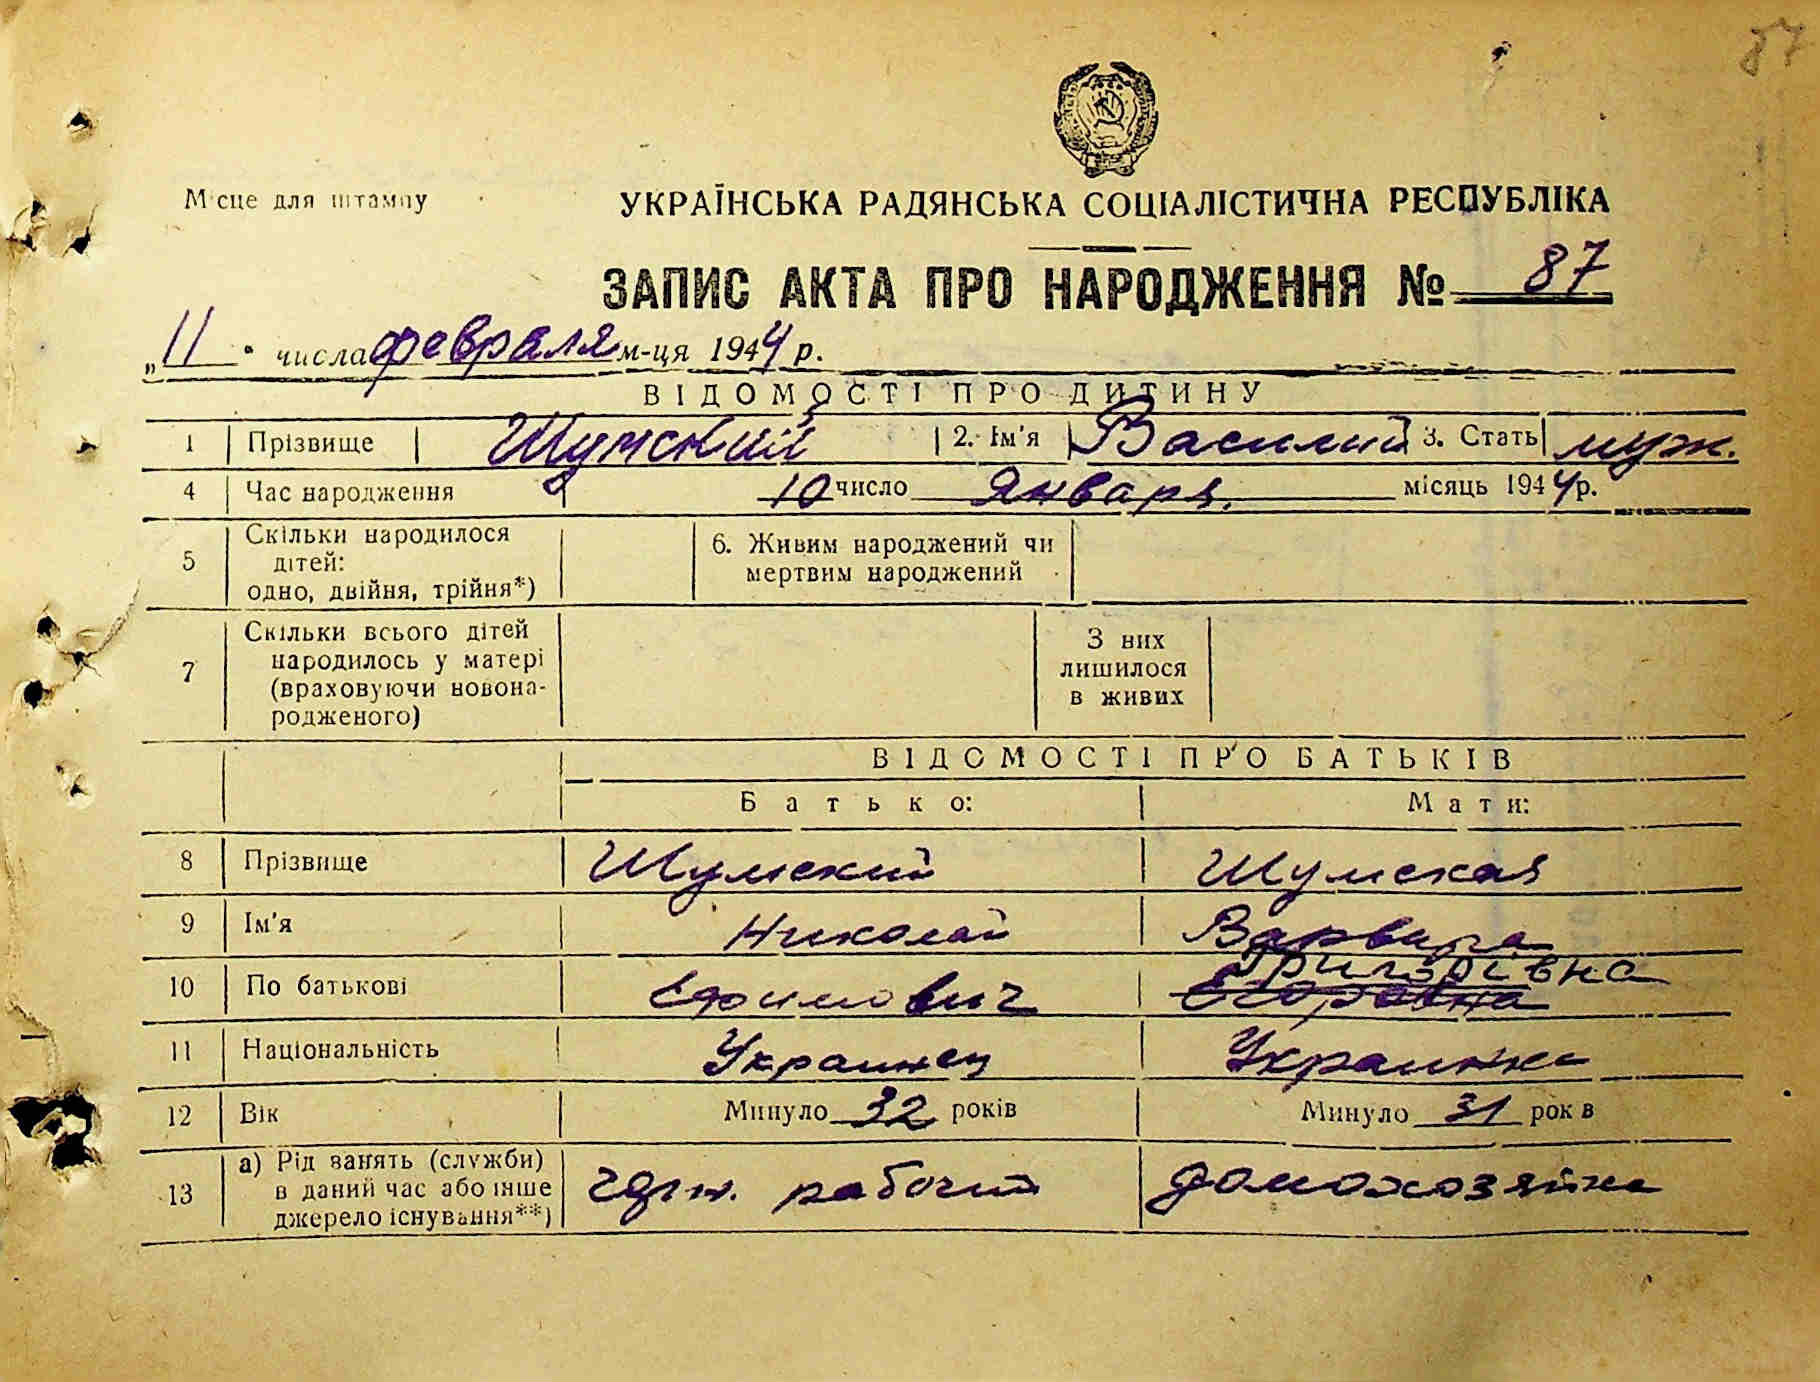 87
Місце для штампу
УКРАЇНСЬКА РАДЯНСЬКА СОЦІАЛІСТИЧНА РЕСПУБЛІКА
ЗАПИС АКТА ПРО НАРОДЖЕННЯ № 87
„ 11 " числа февраля м-ця 1944 р.
ВІДОМОСТІ ПРО ДИТИНУ
1 Прізвище Шумский 2. Ім'я Василий 3. Стать муж.
4 Час народження 10 число Января. місяць 1944 р.
5 Скільки народилося дітей: одно, двійня, трійня*) 6. Живим народжений чи мертвим народжений
7 Скільки всього дітей народилось у матері (враховуючи новонародженого) З них лишилося в живих
ВІДОМОСТІ ПРО БАТЬКІВ
Батько: Мати:
8 Прізвище Шумский Шумская
9 Ім'я Николай Варвара
10 По батькові Ефимович Григорівна Егоровна
11 Національність Украинец Украинка
12 Вік Минуло 32 років Минуло 31 рок в
13 а) Рід занять (служби) в даний час або інше джерело існування**) рабочий домохозяйка